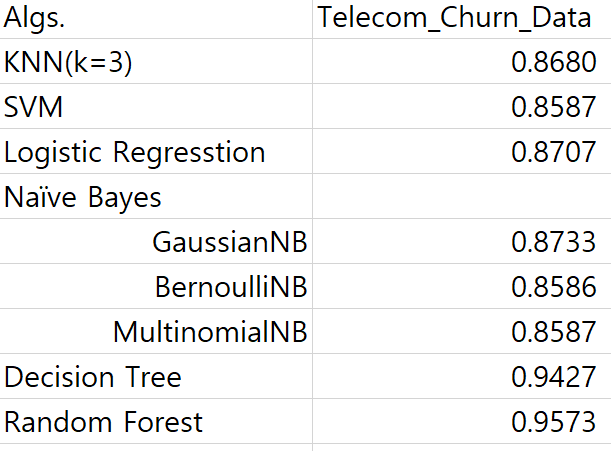 Algs. Telecom_Churn_Data
KNN(k=3) 0.8680
SVM 0.8587
Logistic Regresstion 0.8707
Naïve Bayes
GaussianNB 0.8733
BernoulliNB 0.8586
MultinomialNB 0.8587
Decision Tree 0.9427
Random Forest 0.9573